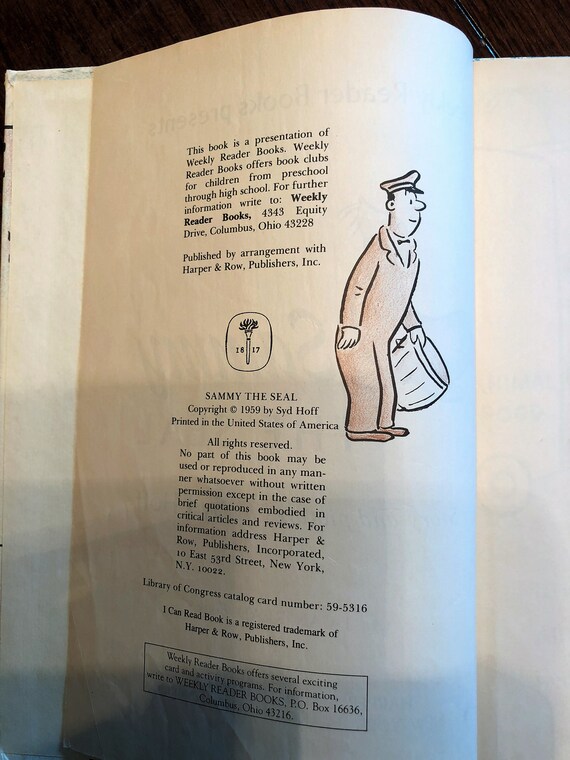 This book is a presentation of
Weekly Reader Books. Weekly
Reader Books offers book clubs
for children from preschool
through high school. For further
information write to: Weekly
Reader Books, 4343 Equity
Drive, Columbus, Ohio 43228
Published by arrangement with
Harper & Row, Publishers, Inc.
18 17
SAMMY THE SEAL
Copyright © 1959 by Syd Hoff
Printed in the United States of America
All rights reserved.
No part of this book may be
used or reproduced in any man-
ner whatsoever without written
permission except in the case of
brief quotations embodied in
critical articles and reviews. For
information address Harper &
Row, Publishers, Incorporated,
10 East 53rd Street, New York,
N.Y. 10022.
Library of Congress catalog card number: 59-5316
I Can Read Book is a registered trademark of
Harper & Row, Publishers, Inc.
Weekly Reader Books offers several exciting
card and activity programs. For information,
write to WEEKLY READER BOOKS, P.O. Box 16636,
Columbus, Ohio 43216.